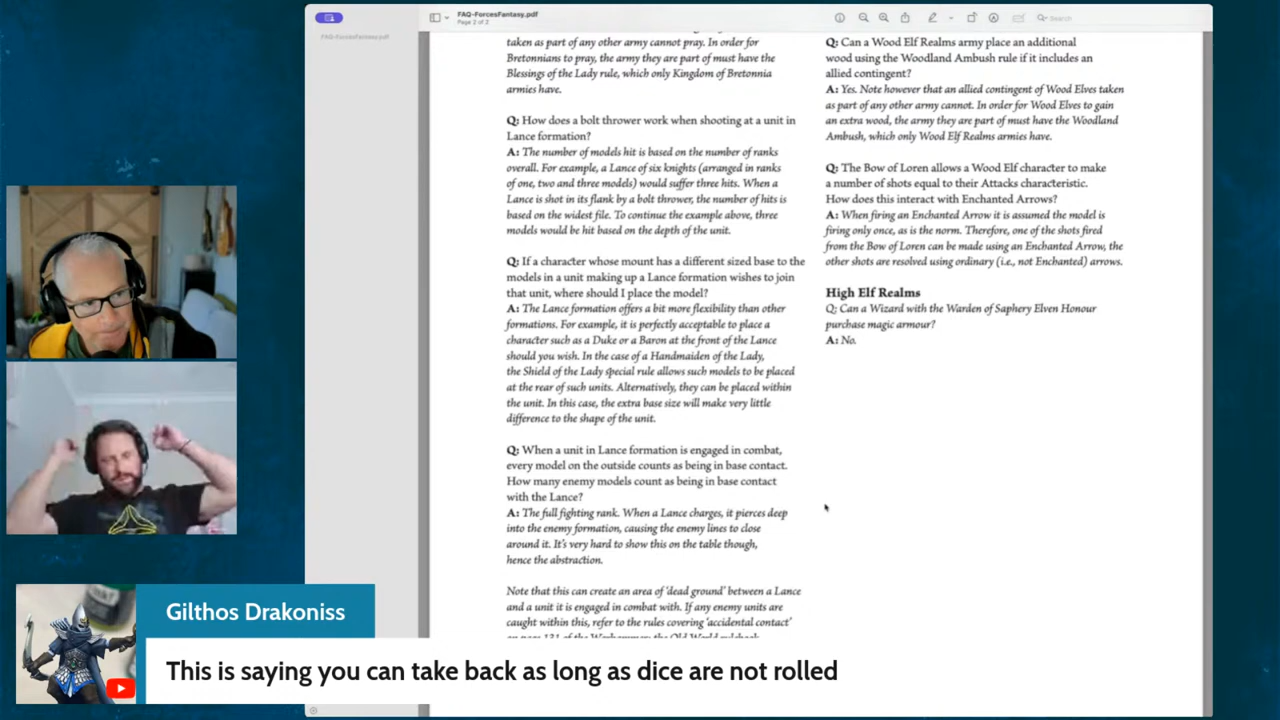 FAQ-ForcesFantasy.pdf
Page 2 of 2
Search
FAQ-ForcesFantasy.pdf
taken as part of any other army cannot pray. In order for
Bretonnians to pray, the army they are part of must have the
Blessings of the Lady rule, which only Kingdom of Bretonnia
armies have.
Q: How does a bolt thrower work when shooting at a unit in
Lance formation?
A: The number of models hit is based on the number of ranks
overall. For example, a Lance of six knights (arranged in ranks
of one, two and three models) would suffer three hits. When a
Lance is shot in its flank by a bolt thrower, the number of hits is
based on the widest file. To continue the example above, three
models would be hit based on the depth of the unit.
Q: If a character whose mount has a different sized base to the
models in a unit making up a Lance formation wishes to join
that unit, where should I place the model?
A: The Lance formation offers a bit more flexibility than other
formations. For example, it is perfectly acceptable to place a
character such as a Duke or a Baron at the front of the Lance
should you wish. In the case of a Handmaiden of the Lady,
the Shield of the Lady special rule allows such models to be placed
at the rear of such units. Alternatively, they can be placed within
the unit. In this case, the extra base size will make very little
difference to the shape of the unit.
Q: When a unit in Lance formation is engaged in combat,
every model on the outside counts as being in base contact.
How many enemy models count as being in base contact
with the Lance?
A: The full fighting rank. When a Lance charges, it pierces deep
into the enemy formation, causing the enemy lines to close
around it. It's very hard to show this on the table though,
hence the abstraction.
Note that this can create an area of 'dead ground' between a Lance
and a unit it is engaged in combat with. If any enemy units are
caught within this, refer to the rules covering 'accidental contact'
on page 131 of the Warhammer: the Old World rulebook.
Q: Can a Wood Elf Realms army place an additional
wood using the Woodland Ambush rule if it includes an
allied contingent?
A: Yes. Note however that an allied contingent of Wood Elves taken
as part of any other army cannot. In order for Wood Elves to gain
an extra wood, the army they are part of must have the Woodland
Ambush, which only Wood Elf Realms armies have.
Q: The Bow of Loren allows a Wood Elf character to make
a number of shots equal to their Attacks characteristic.
How does this interact with Enchanted Arrows?
A: When firing an Enchanted Arrow it is assumed the model is
firing only once, as is the norm. Therefore, one of the shots fired
from the Bow of Loren can be made using an Enchanted Arrow, the
other shots are resolved using ordinary (i.e., not Enchanted) arrows.
High Elf Realms
Q: Can a Wizard with the Warden of Saphery Elven Honour
purchase magic armour?
A: No.
Gilthos Drakoniss
This is saying you can take back as long as dice are not rolled